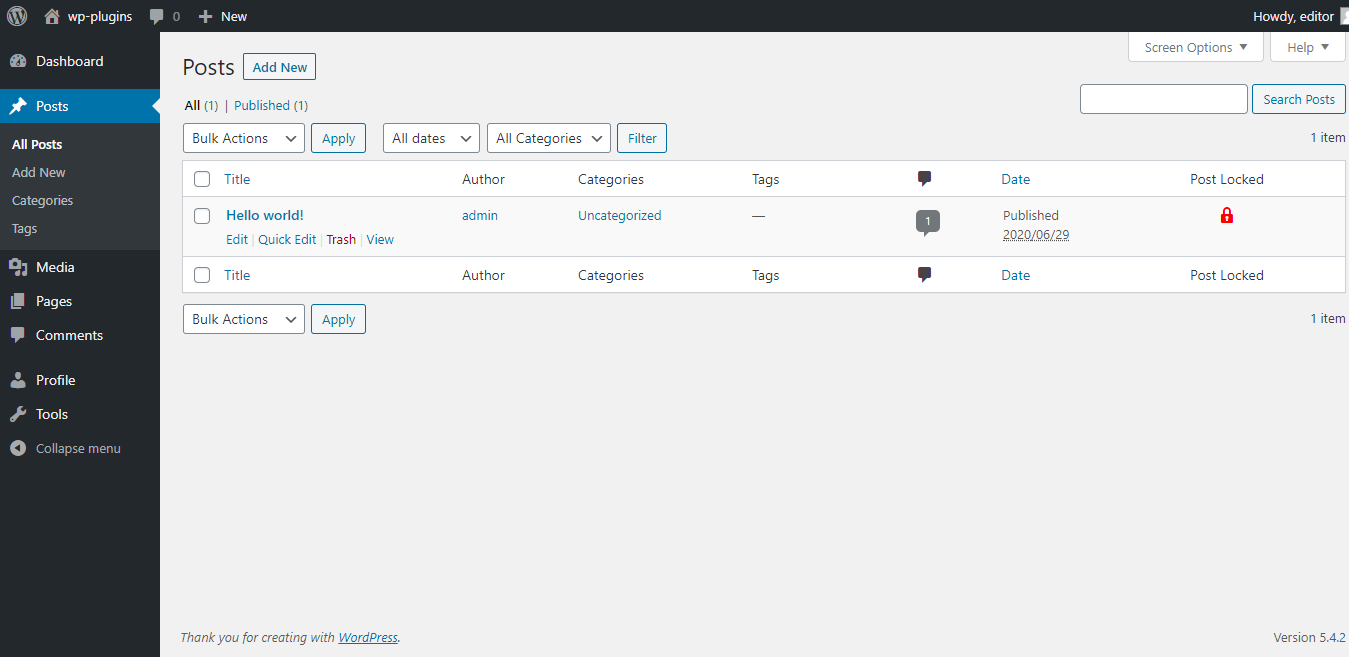 wp-plugins 0 New Howdy, editor
Dashboard
Posts
All Posts
Add New
Categories
Tags
Media
Pages
Comments
Profile
Tools
Collapse menu
Screen Options Help
Posts Add New
All (1) | Published (1)
Search Posts
Bulk Actions Apply All dates All Categories Filter 1 item
Title Author Categories Tags Date Post Locked
Hello world! admin Uncategorized — 1 Published
2020/06/29
Edit | Quick Edit | Trash | View
Title Author Categories Tags Date Post Locked
Bulk Actions Apply 1 item
Thank you for creating with WordPress. Version 5.4.2